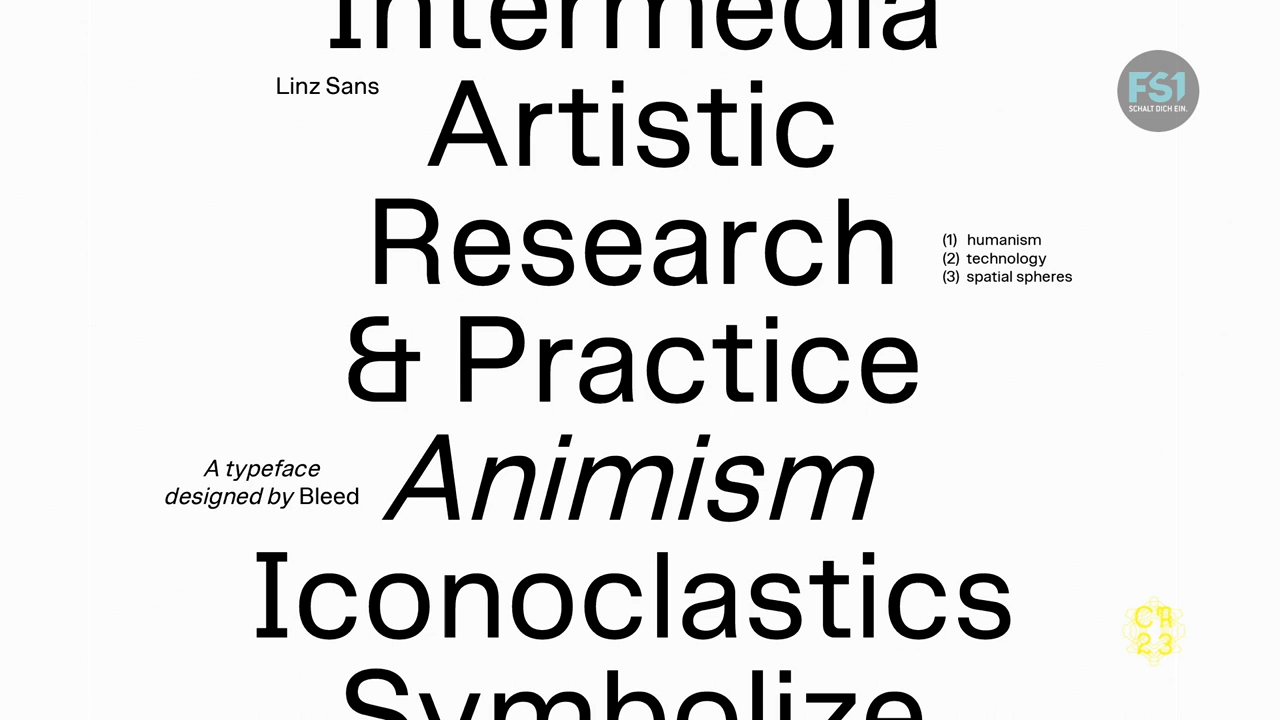 Intermedia
Linz Sans
Artistic
Research
(1) humanism
(2) technology
(3) spatial spheres
& Practice
Animism
A typeface
designed by Bleed
Iconoclastics
Symbolize
FS1
SCHALT DICH EIN.
23